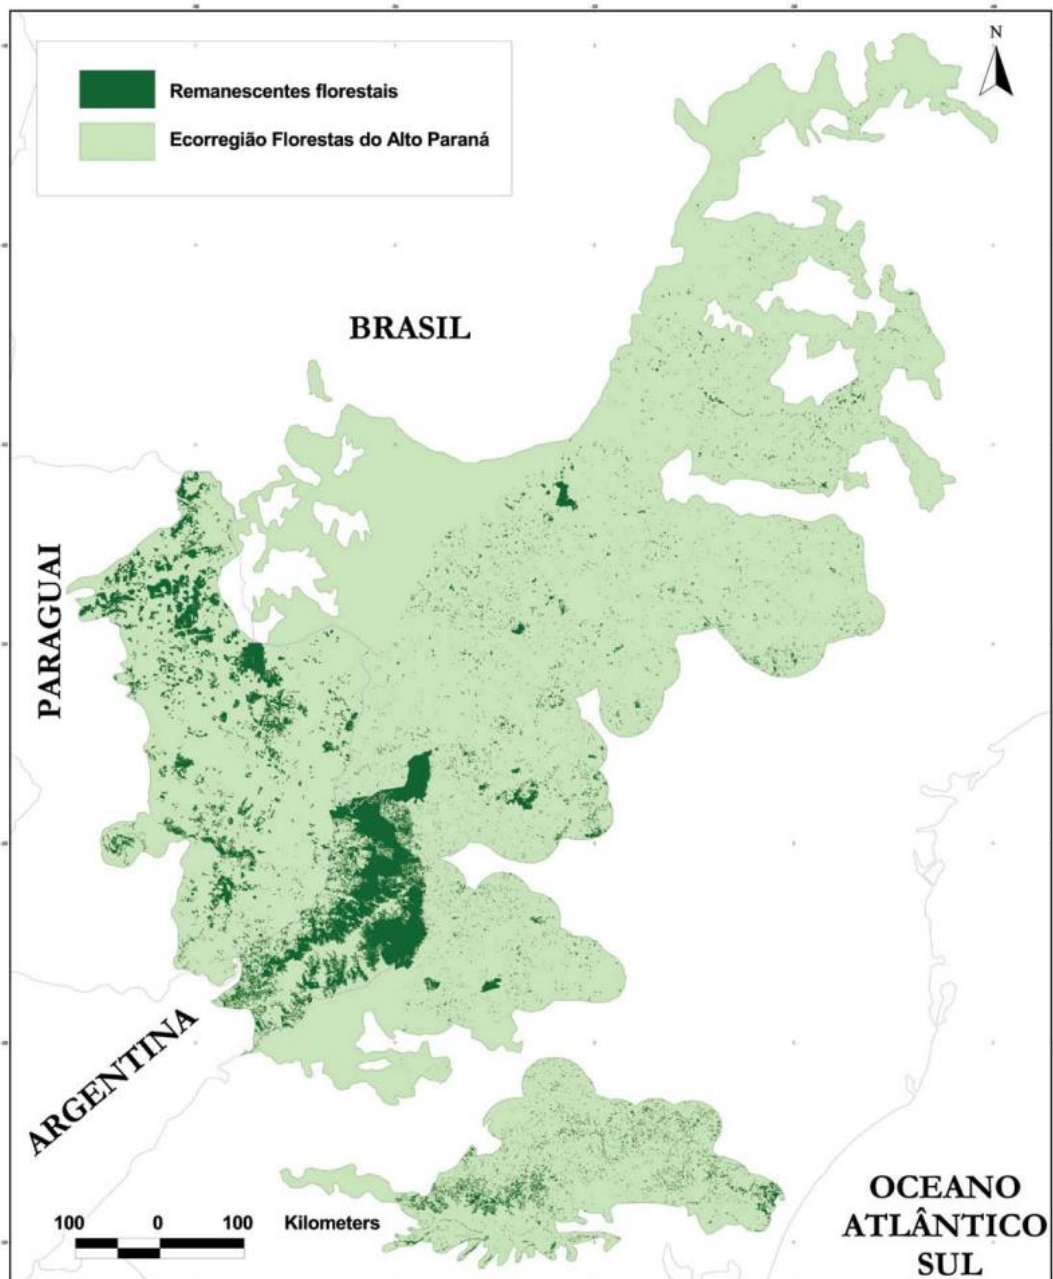 N
Remanescentes florestais
Ecorregião Florestas do Alto Paraná
BRASIL
PARAGUAI
ARGENTINA
100 0 100 Kilometers
OCEANO
ATLÂNTICO
SUL